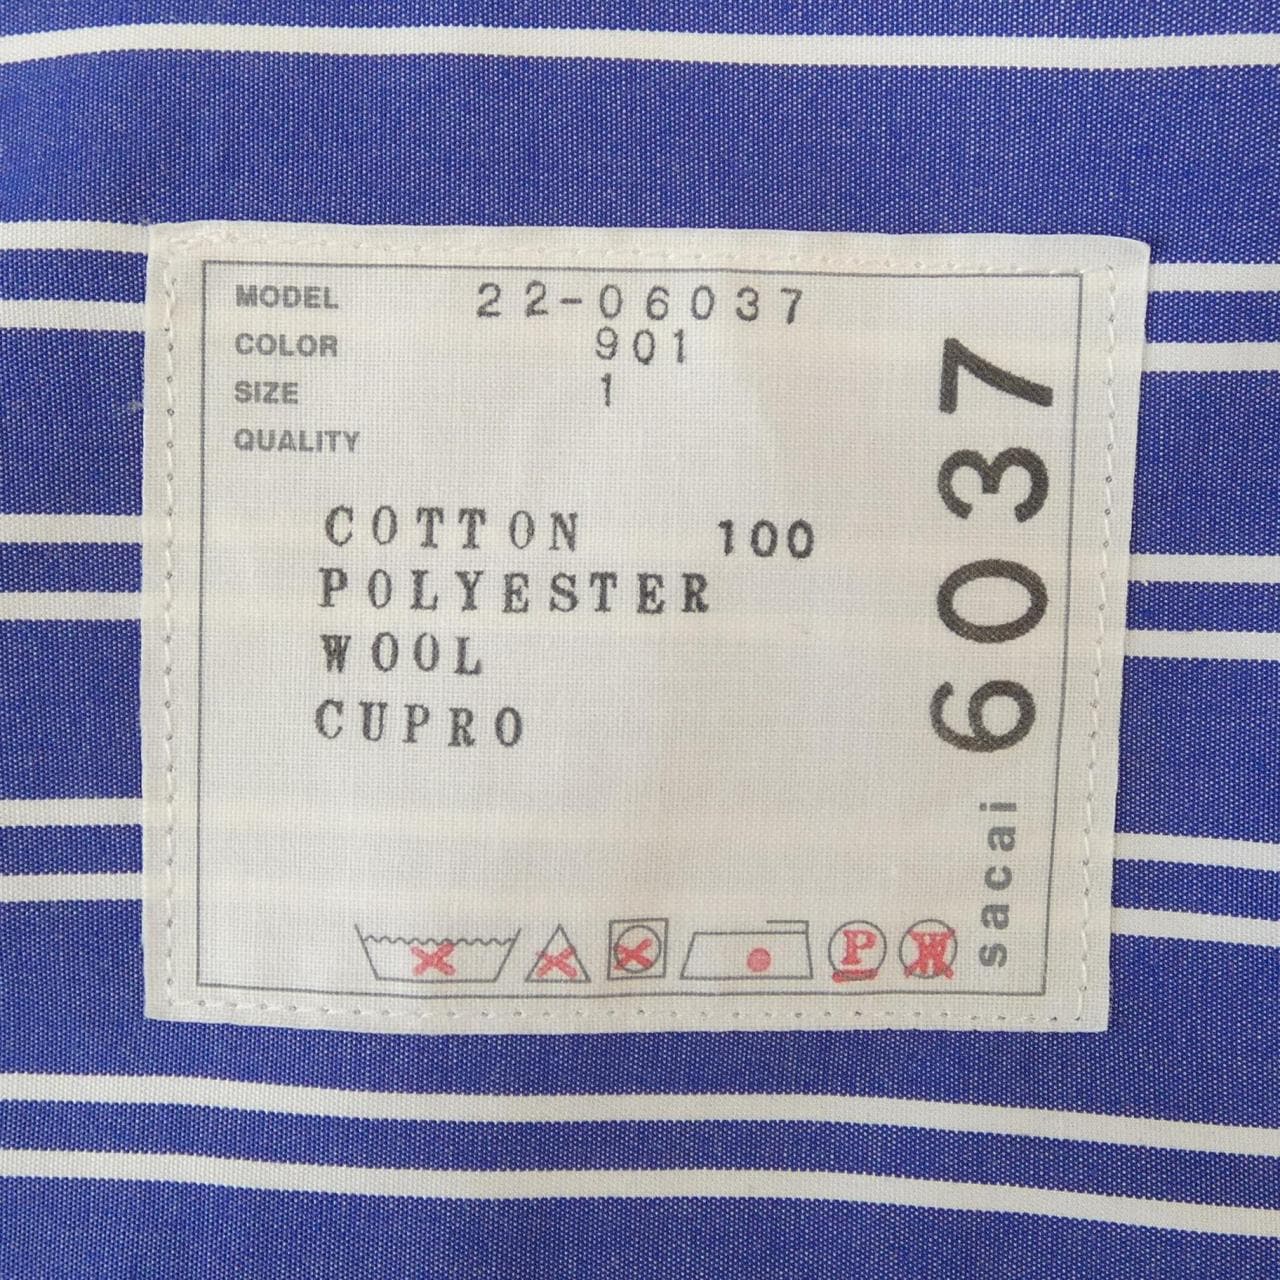 MODEL 22-06037
COLOR 901
SIZE 1
QUALITY
COTTON 100
POLYESTER
WOOL
CUPRO
P W
sacai 6037